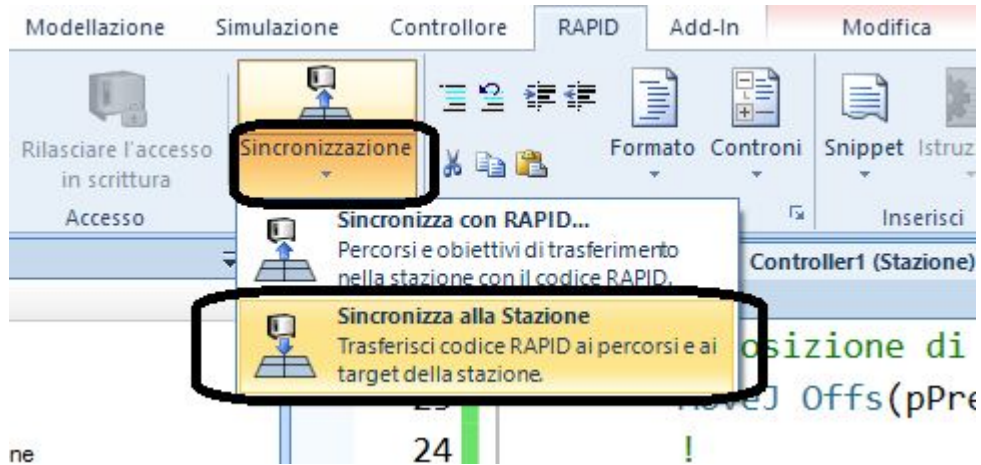 Modellazione Simulazione Controllore RAPID Add-In Modifica
Rilasciare l'accesso in scrittura
Sincronizzazione
Formato Controni Snippet
Accesso
Inserisci
Sincronizza con RAPID...
Percorsi e obiettivi di trasferimento
nella stazione con il codice RAPID.
Controller1 (Stazione)
Sincronizza alla Stazione
Trasferisci codice RAPID ai percorsi e ai
target della stazione.
di
MoveJ Offs(pPre
24 !
ne